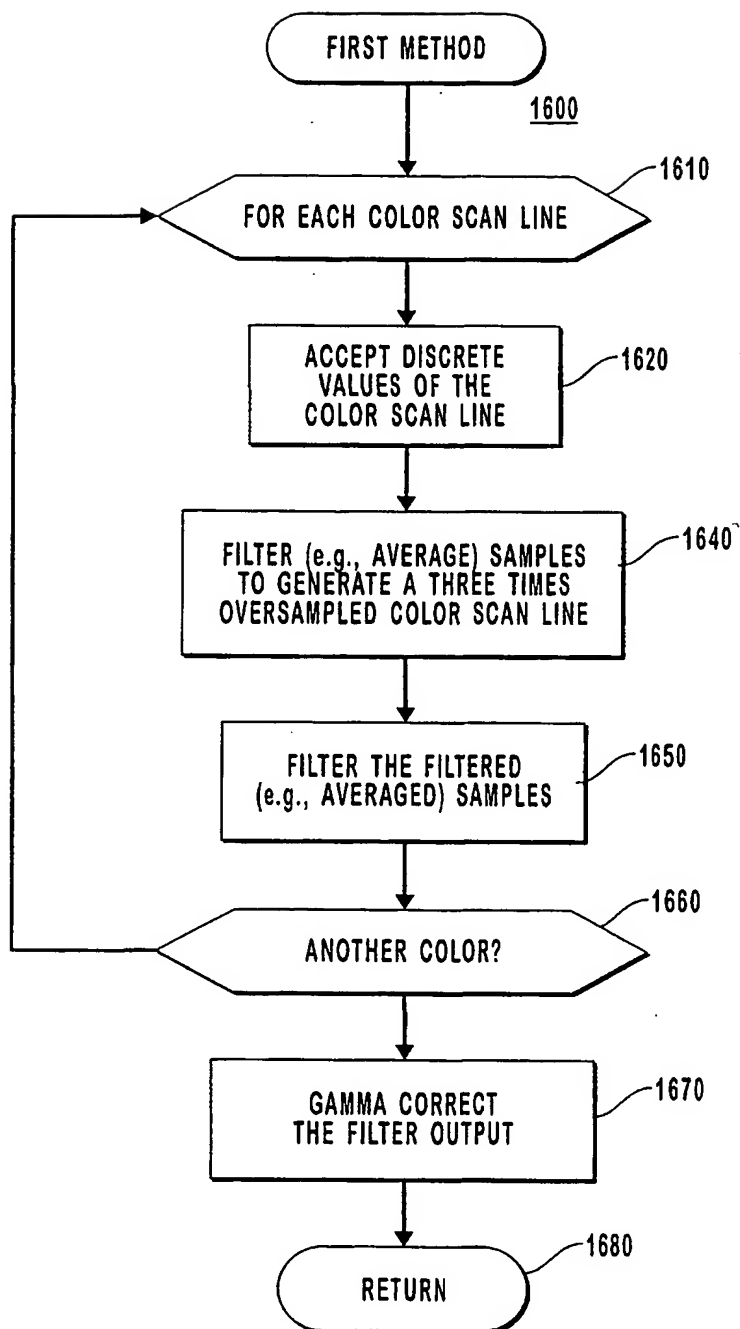 FIRST METHOD
1600
1610
FOR EACH COLOR SCAN LINE
ACCEPT DISCRETE
VALUES OF THE
COLOR SCAN LINE
1620
FILTER (e.g., AVERAGE) SAMPLES
TO GENERATE A THREE TIMES
OVERSAMPLED COLOR SCAN LINE
1640
FILTER THE FILTERED
(e.g., AVERAGED) SAMPLES
1650
1660
ANOTHER COLOR?
GAMMA CORRECT
THE FILTER OUTPUT
1670
RETURN
1680